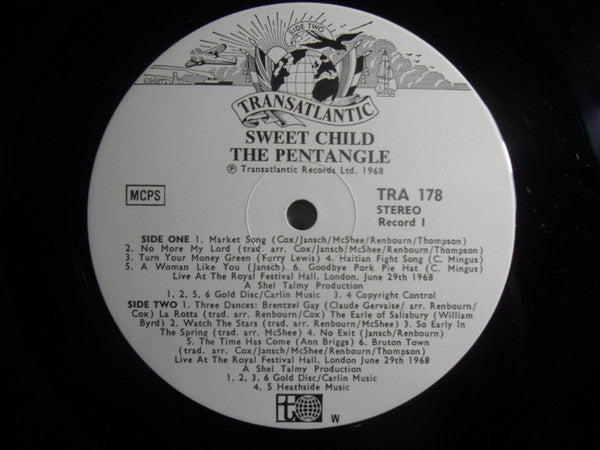 SIDE TWO
TRANSATLANTIC
SWEET CHILD
THE PENTANGLE
Ⓟ Transatlantic Records Ltd. 1968
MCPS
TRA 178
STEREO
Record 1
SIDE ONE 1. Market Song (Cox/Jansch/McShee/Renbourn/Thompson)
2. No More My Lord (trad. arr. Cox/Jansch/McShee/Renbourn/Thompson)
3. Turn Your Money Green (Furry Lewis) 4. Haitian Fight Song (C. Mingus)
5. A Woman Like You (Jansch) 6. Goodbye Pork Pie Hat (C. Mingus)
Live At The Royal Festival Hall, London June 29th 1968
A Shel Talmy Production
1, 2, 5, 6 Gold Disc/Carlin Music 3, 4 Copyright Control
SIDE TWO 1. Three Dances: Brentzel Gay (Claude Gervaise/ arr. Renbourn/
Cox) La Rotta (trad. arr. Renbourn/Cox) The Earle of Salisbury (William
Byrd) 2. Watch The Stars (trad. arr. McShee) 3. So Early In
The Spring (trad. arr. McShee) 4. No Exit (Jansch/Renbourn)
5. The Time Has Come (Ann Briggs) 6. Bruton Town
(trad. arr. Cox/Jansch/McShee/Renbourn/Thompson)
Live At The Royal Festival Hall, London June 29th 1968
A Shel Talmy Production
1, 2, 3, 6 Gold Disc/Carlin Music
4, 5 Heathside Music
t
W